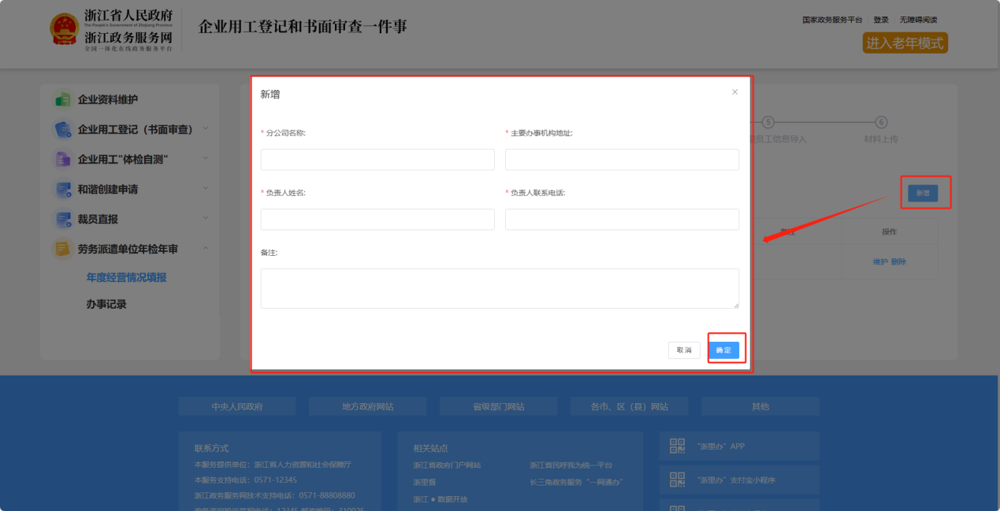 浙江省人民政府
The People's Government of Zhejiang Province
浙江政务服务网
全国一体化在线政务服务平台
企业用工登记和书面审查一件事
国家政务服务平台 登录 无障碍阅读
进入老年模式
企业资料维护
企业用工登记（书面审查）
企业用工"体检自测"
和谐创建申请
裁员直报
劳务派遣单位年检年审
年度经营情况填报
办事记录
新增
×
* 分公司名称:
* 主要办事机构地址:
* 负责人姓名:
* 负责人联系电话:
备注:
取消
确定
5
6
员工信息导入
材料上传
新增
备注
操作
维护 删除
中央人民政府
地方政府网站
省级部门网站
各市、区（县）网站
其他
联系方式
本服务提供单位：浙江省人力资源和社会保障厅
本服务支持电话：0571-12345
浙江政务服务网技术支持电话：0571-88808880
相关站点
浙江省政府门户网站
浙江省民呼我为统一平台
浙里督
长三角政务服务“一网通办”
浙江 ● 数据开放
“浙里办”APP
“浙里办”支付宝小程序